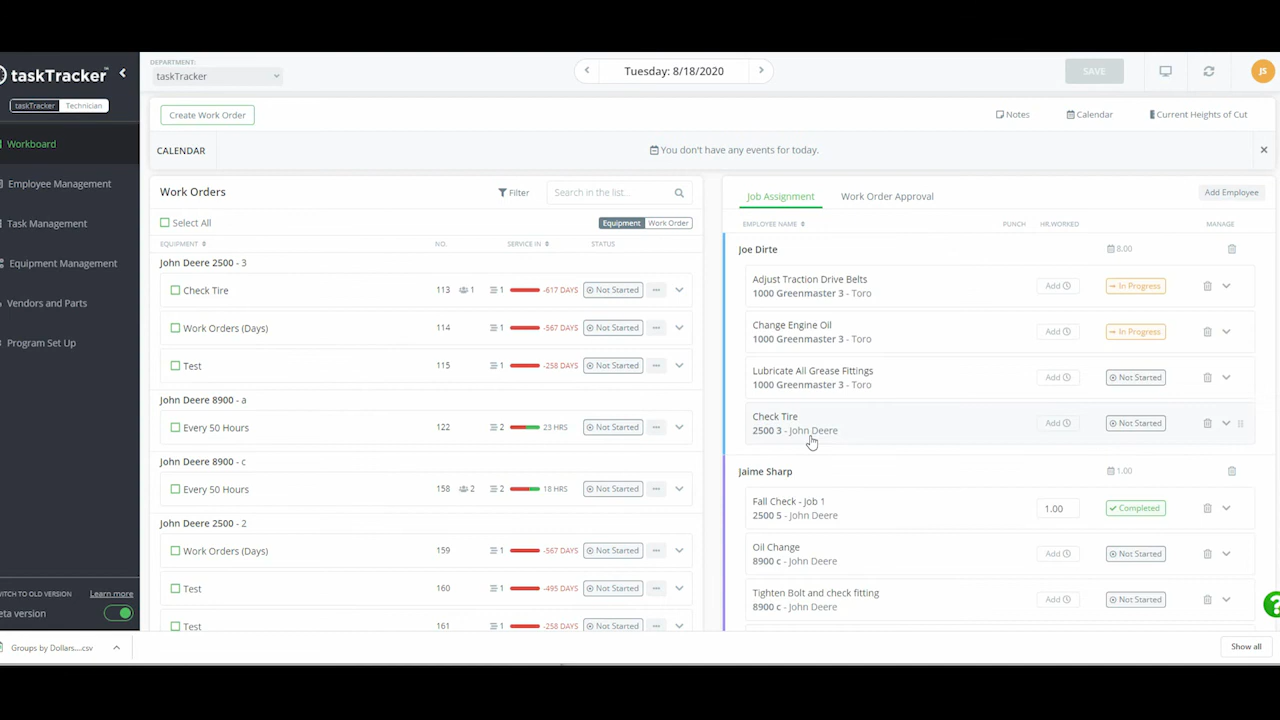 taskTracker
DEPARTMENT:
taskTracker
Tuesday: 8/18/2020
SAVE
JS
taskTracker Technician
Create Work Order
Notes
Calendar
Current Heights of Cut
Workboard
CALENDAR
You don't have any events for today.
Employee Management
Task Management
Equipment Management
Vendors and Parts
Program Set Up
Work Orders
Filter
Search in the list...
Select All
Equipment Work Order
EQUIPMENT NO. SERVICE IN STATUS
John Deere 2500 - 3
Check Tire 113 1 1 -617 DAYS Not Started
Work Orders (Days) 114 1 -567 DAYS Not Started
Test 115 1 -258 DAYS Not Started
John Deere 8900 - a
Every 50 Hours 122 2 23 HRS Not Started
John Deere 8900 - c
Every 50 Hours 158 2 2 18 HRS Not Started
John Deere 2500 - 2
Work Orders (Days) 159 1 -567 DAYS Not Started
Test 160 1 -495 DAYS Not Started
Test 161 1 -258 DAYS Not Started
Job Assignment Work Order Approval Add Employee
EMPLOYEE NAME PUNCH HR.WORKED MANAGE
Joe Dirte 8.00
Adjust Traction Drive Belts
1000 Greenmaster 3 - Toro
Add In Progress
Change Engine Oil
1000 Greenmaster 3 - Toro
Add In Progress
Lubricate All Grease Fittings
1000 Greenmaster 3 - Toro
Add Not Started
Check Tire
2500 3 - John Deere
Add Not Started
Jaime Sharp 1.00
Fall Check - Job 1
2500 5 - John Deere
1.00 Completed
Oil Change
8900 c - John Deere
Add Not Started
Tighten Bolt and check fitting
8900 c - John Deere
Add Not Started
WITCH TO OLD VERSION Learn more
eta version
?
Groups by Dollars....csv
Show all